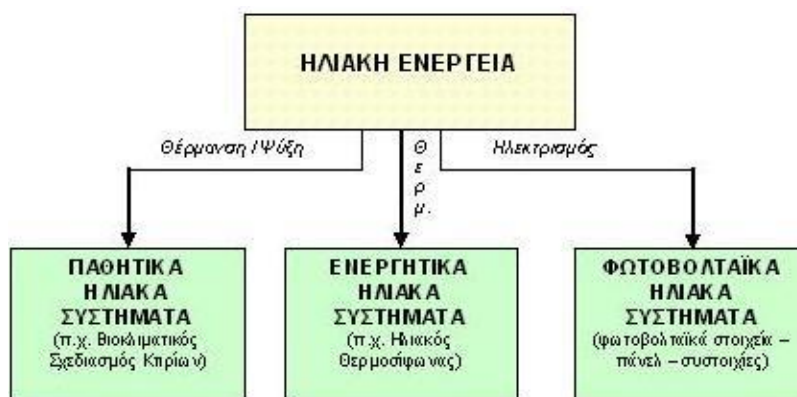 ΗΛΙΑΚΗ ΕΝΕΡΓΕΙΑ
Θέρμανση / Ψύξη
Θερμ.
Ηλεκτρισμός
ΠΑΘΗΤΙΚΑ
ΗΛΙΑΚΑ
ΣΥΣΤΗΜΑΤΑ
(π.χ. Βιοκλιματικός
Σχεδιασμός Κτιρίων)
ΕΝΕΡΓΗΤΙΚΑ
ΗΛΙΑΚΑ
ΣΥΣΤΗΜΑΤΑ
(π.χ. Ηλιακός
Θερμοσίφωνας)
ΦΩΤΟΒΟΛΤΑΪΚΑ
ΗΛΙΑΚΑ
ΣΥΣΤΗΜΑΤΑ
(φωτοβολταϊκά στοιχεία –
πάνελ – συστοιχίες)